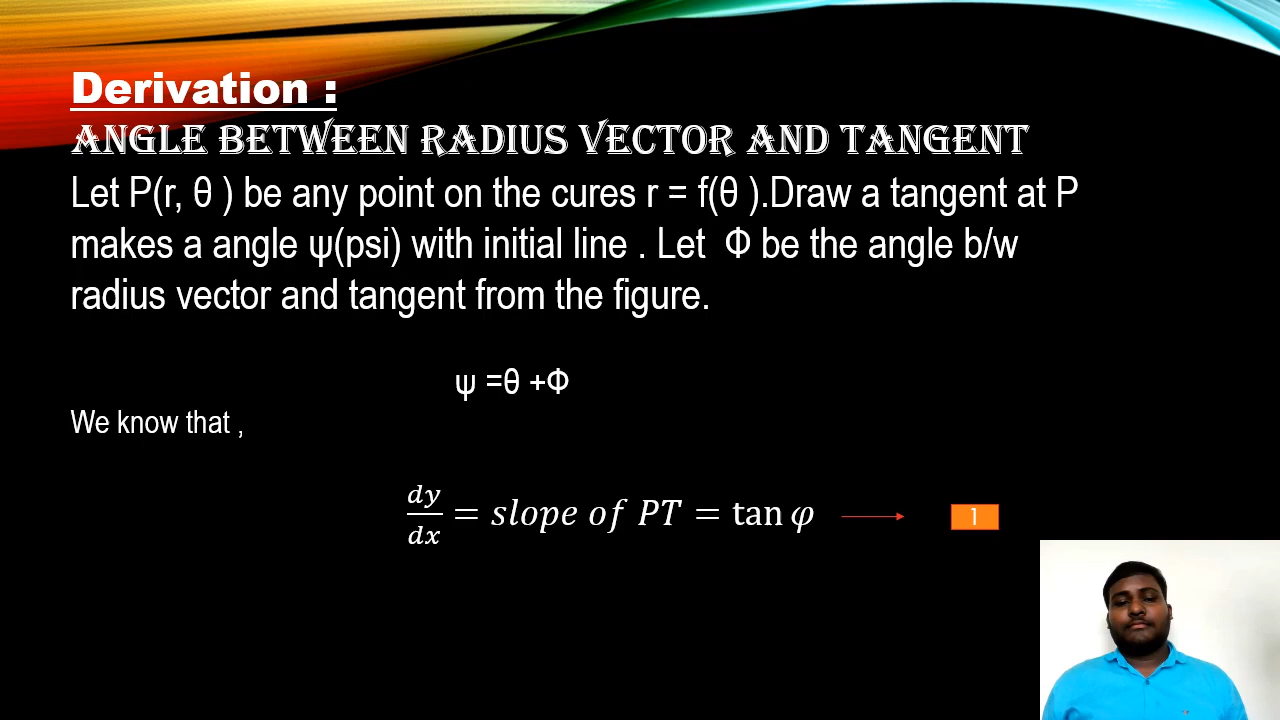 Derivation :
ANGLE BETWEEN RADIUS VECTOR AND TANGENT
Let P(r, θ ) be any point on the cures r = f(θ ).Draw a tangent at P
makes a angle ψ(psi) with initial line . Let Φ be the angle b/w
radius vector and tangent from the figure.
ψ =θ +Φ
We know that ,
dy/dx = slope of PT = tan φ
1